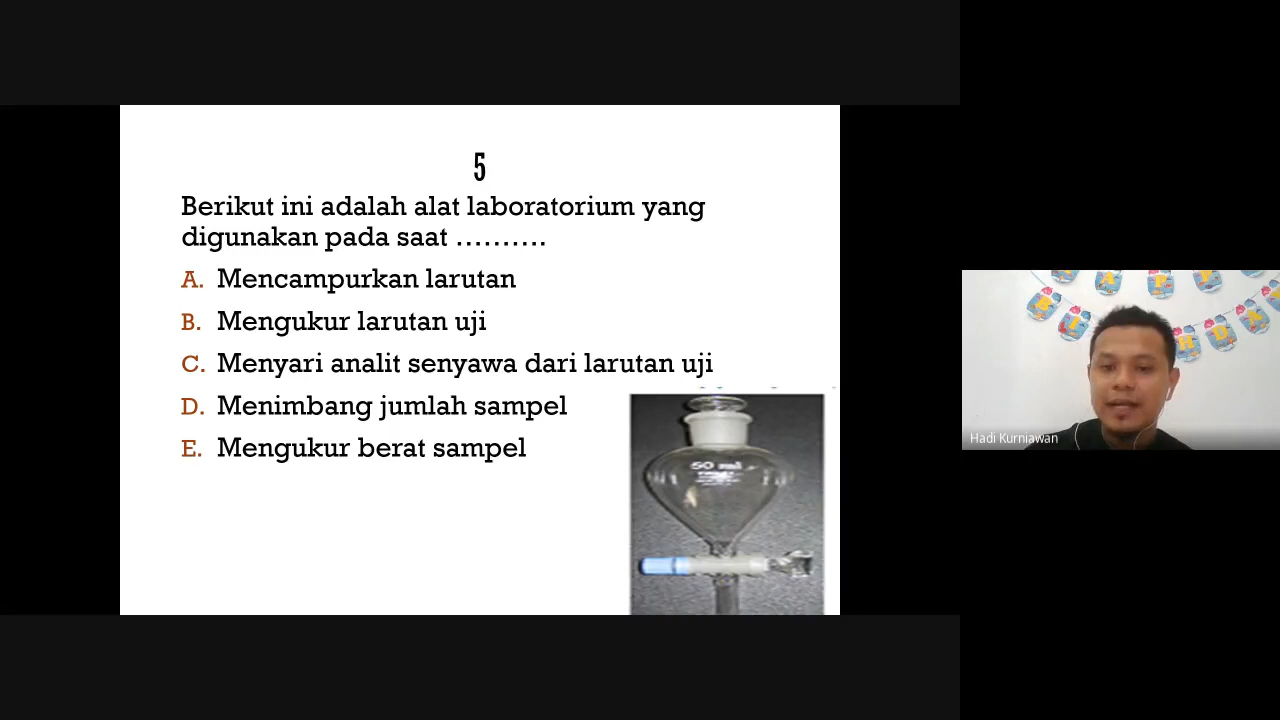 5
Berikut ini adalah alat laboratorium yang
digunakan pada saat ……….
A. Mencampurkan larutan
B. Mengukur larutan uji
C. Menyari analit senyawa dari larutan uji
D. Menimbang jumlah sampel
E. Mengukur berat sampel
50 ml
Hadi Kurniawan